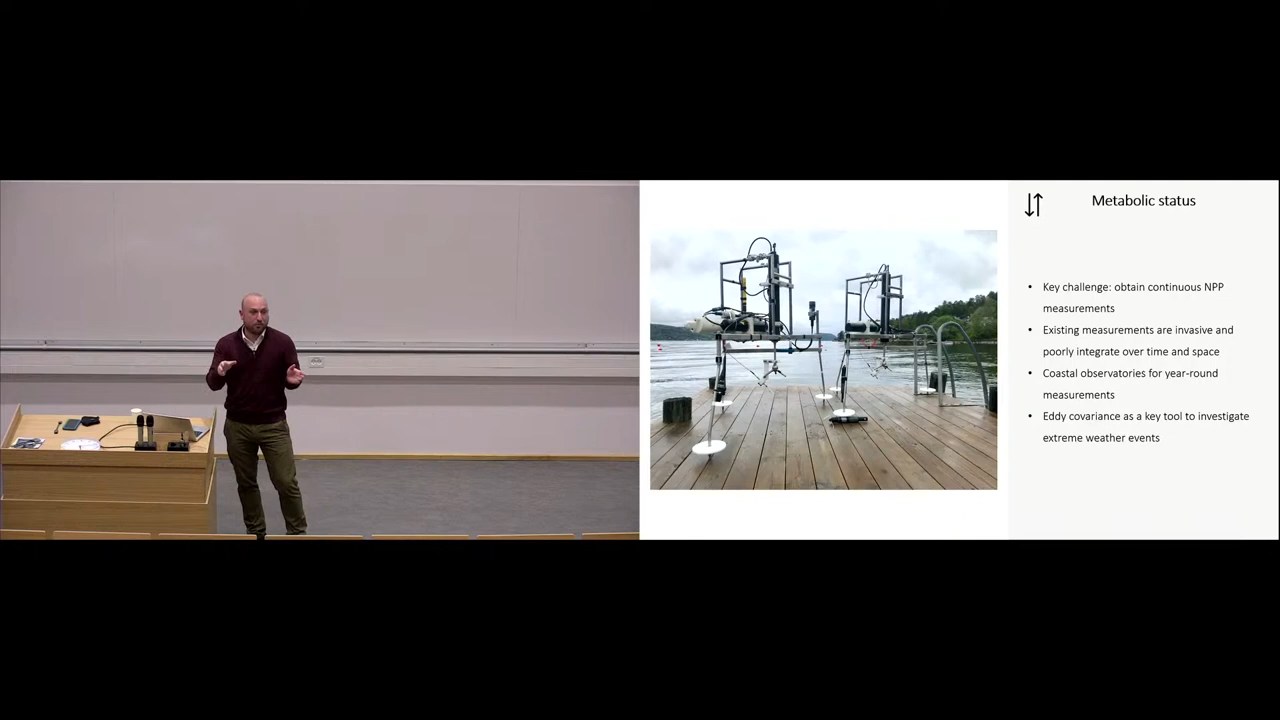 Metabolic status
• Key challenge: obtain continuous NPP
measurements
• Existing measurements are invasive and
poorly integrate over time and space
• Coastal observatories for year-round
measurements
• Eddy covariance as a key tool to investigate
extreme weather events